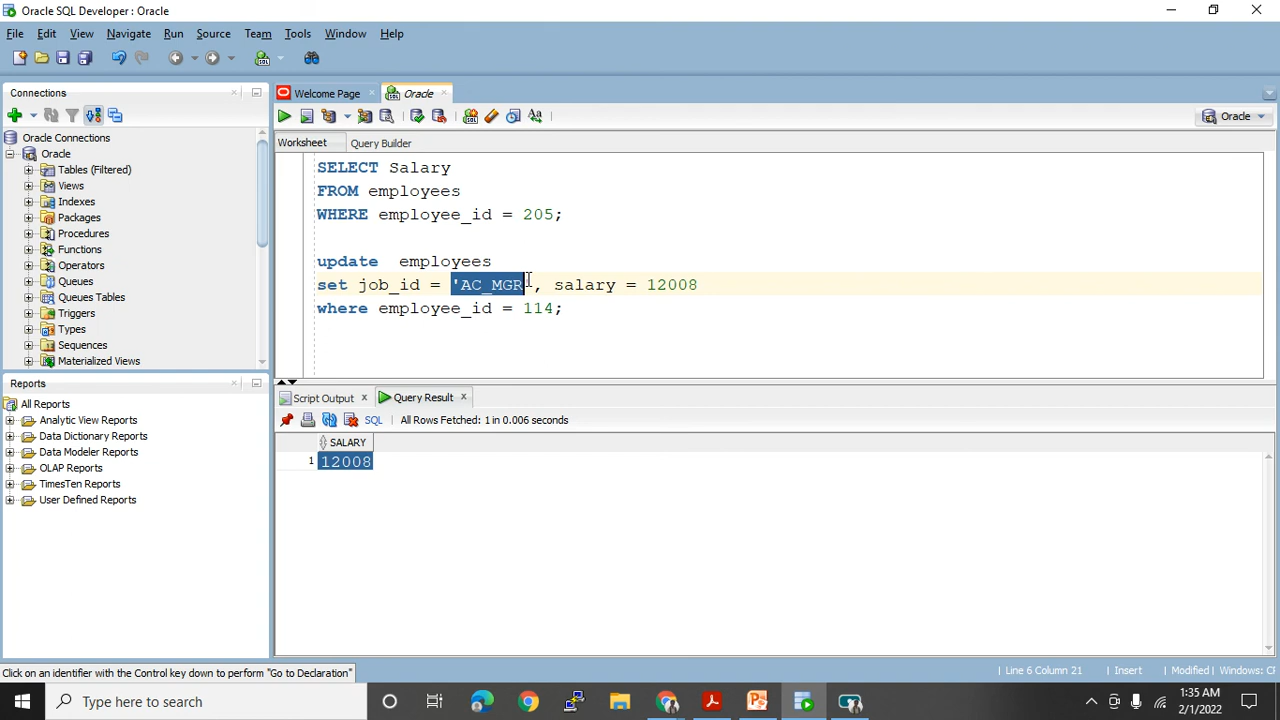 Oracle SQL Developer : Oracle
File Edit View Navigate Run Source Team Tools Window Help
Connections
Oracle Connections
Oracle
Tables (Filtered)
Views
Indexes
Packages
Procedures
Functions
Operators
Queues
Queues Tables
Triggers
Types
Sequences
Materialized Views
Reports
All Reports
Analytic View Reports
Data Dictionary Reports
Data Modeler Reports
OLAP Reports
TimesTen Reports
User Defined Reports
Welcome Page Oracle
Oracle
Worksheet Query Builder
SELECT Salary
FROM employees
WHERE employee_id = 205;
update  employees
set job_id = 'AC_MGR', salary = 12008
where employee_id = 114;
Script Output Query Result
SQL All Rows Fetched: 1 in 0.006 seconds
SALARY
1 12008
Click on an identifier with the Control key down to perform "Go to Declaration"
Line 6 Column 21 Insert Modified Windows: CF
Type here to search
1:35 AM
2/1/2022